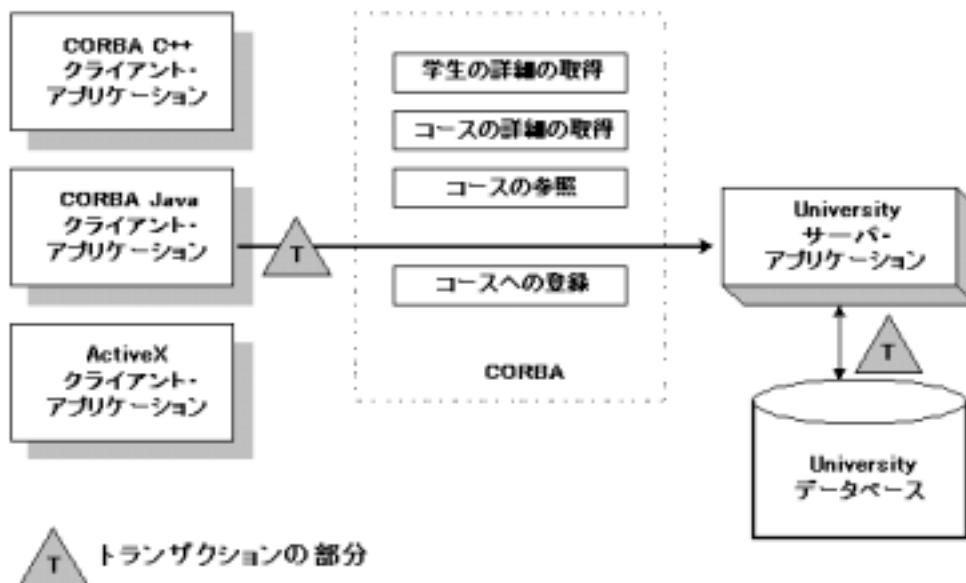 CORBA C++
クライアント・
アプリケーション
CORBA Java
クライアント・
アプリケーション
ActiveX
クライアント・
アプリケーション
T
学生の詳細の取得
コースの詳細の取得
コースの参照
コースへの登録
CORBA
University
サーバ・
アプリケーション
T
University
データベース
T
トランザクションの部分